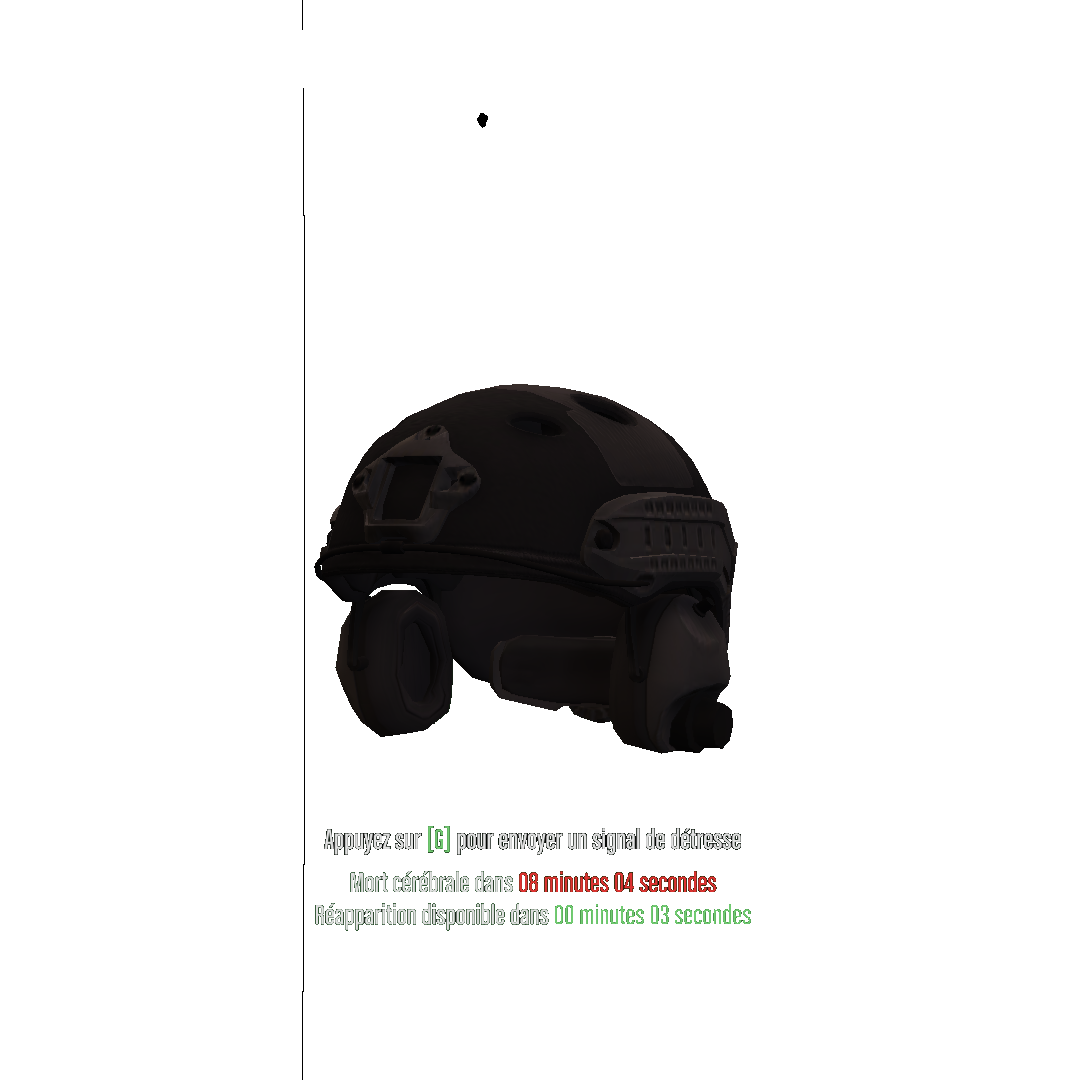 Appuyez sur [G] pour envoyer un signal de détresse
Mort cérébrale dans 08 minutes 04 secondes
Réapparition disponible dans 00 minutes 03 secondes